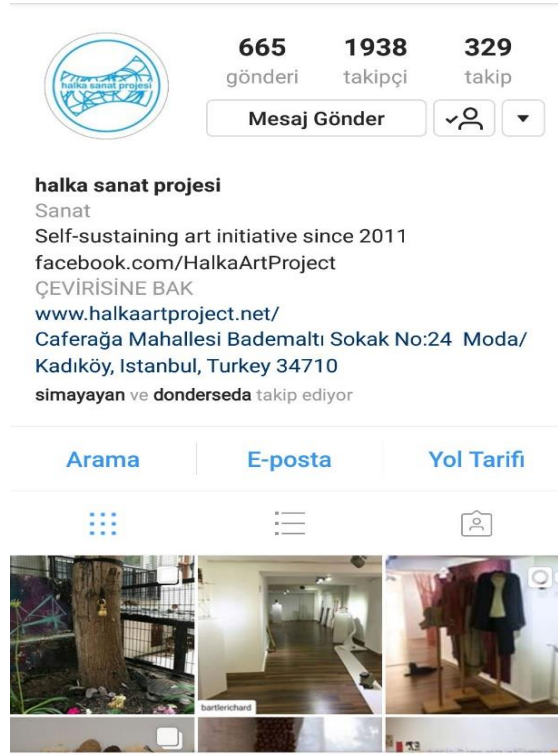 halka sanat projesi
665 1938 329
gönderi takipçi takip
Mesaj Gönder
halka sanat projesi
Sanat
Self-sustaining art initiative since 2011
facebook.com/HalkaArtProject
ÇEVİRİSİNE BAK
www.halkaartproject.net/
Caferağa Mahallesi Bademaltı Sokak No:24 Moda/
Kadıköy, Istanbul, Turkey 34710
simayayan ve donderseda takip ediyor
Arama E-posta Yol Tarifi
bartlerichard